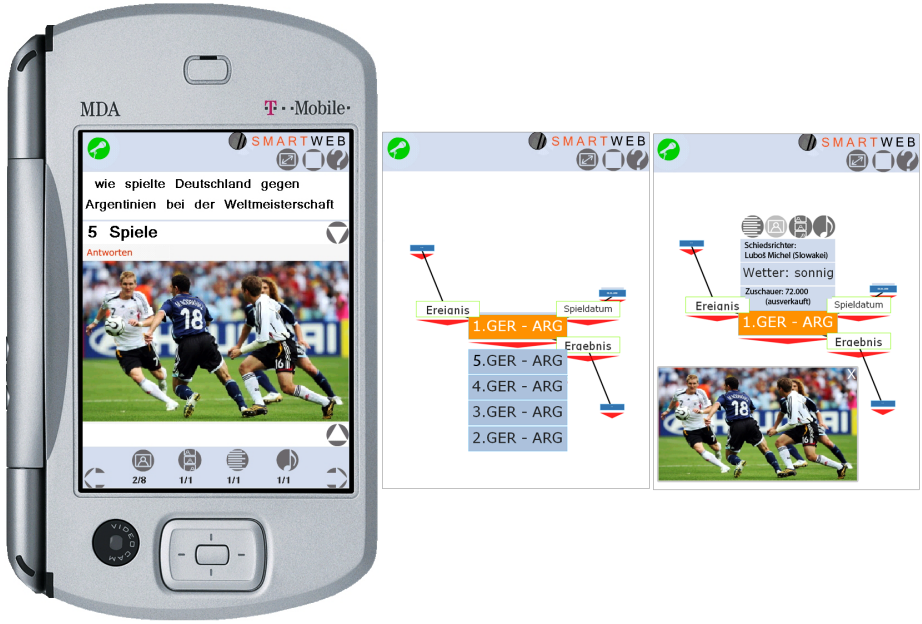 MDA
T··Mobile·
SMARTWEB
wie spielte Deutschland gegen
Argentinien bei der Weltmeisterschaft
5 Spiele
Antworten
18
HYUNDAI
2/8 1/1 1/1 1/1
VIDEO CAM
SMARTWEB
Ereignis
Spieldatum
1.GER - ARG
Ergebnis
5.GER - ARG
4.GER - ARG
3.GER - ARG
2.GER - ARG
SMARTWEB
Schiedsrichter:
Luboš Michel (Slowakei)
Wetter: sonnig
Zuschauer: 72.000
(ausverkauft)
Ereignis
Spieldatum
1.GER - ARG
Ergebnis
X
18